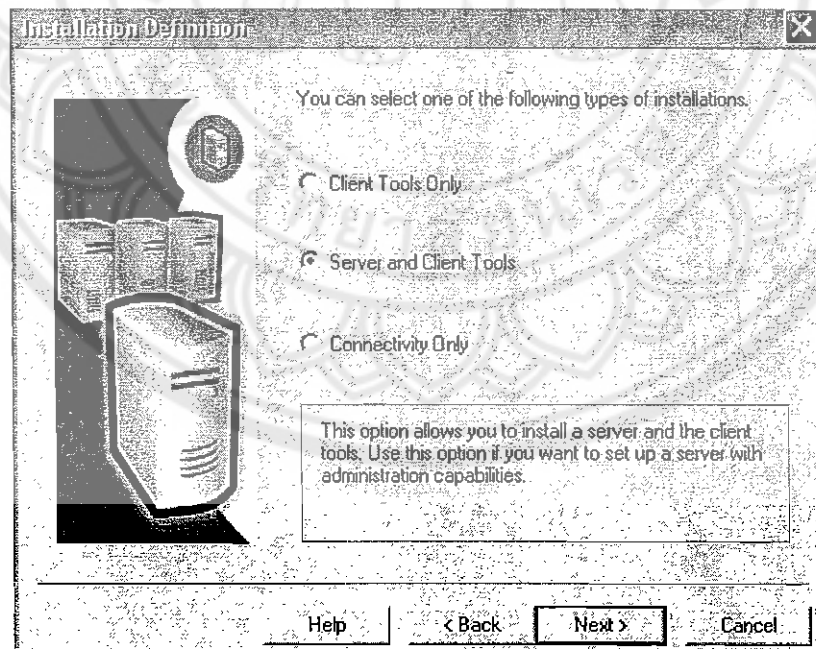 Installation Definition
You can select one of the following types of installations.
Client Tools Only
Server and Client Tools
Connectivity Only
This option allows you to install a server and the client
tools. Use this option if you want to set up a server with
administration capabilities.
Help
< Back
Next >
Cancel